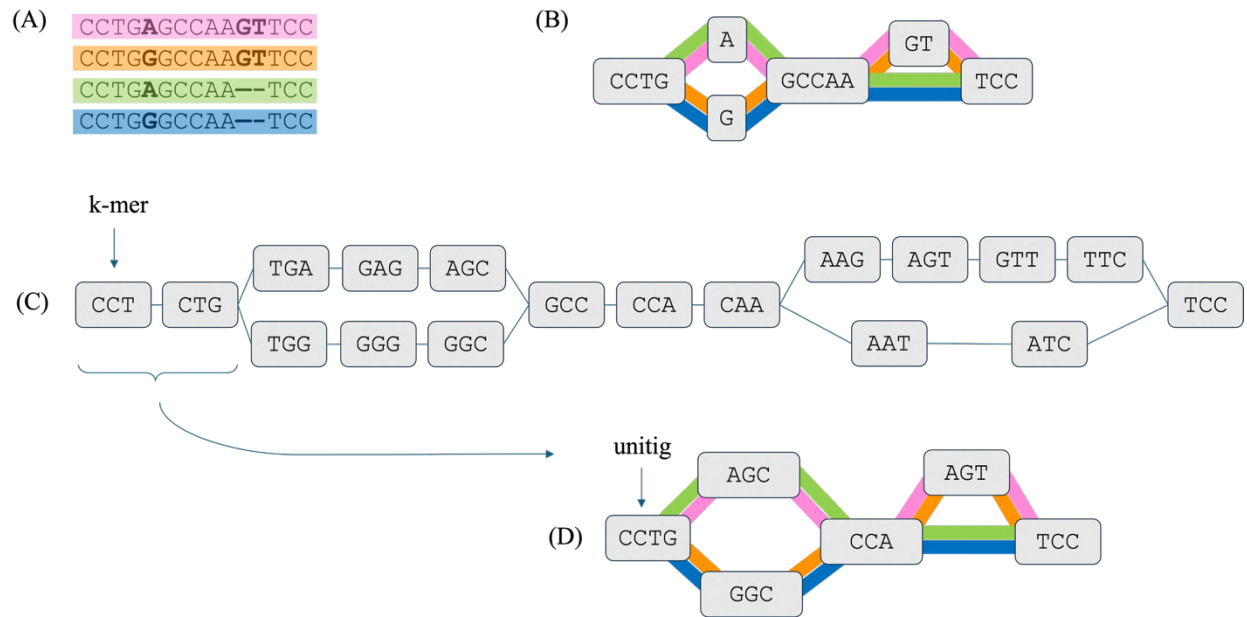 (A)
CCTGAGCCAAGTTCC
CCTGGGCCAAGTTCC
CCTGAGCCAA--TCC
CCTGGGCCAA--TCC
(B)
CCTG
A
G
GCCAA
GT
TCC
k-mer
(C)
CCT
CTG
TGA
GAG
AGC
TGG
GGG
GGC
GCC
CCA
CAA
AAG
AGT
GTT
TTC
AAT
ATC
TCC
unitig
(D)
CCTG
AGC
GGC
CCA
AGT
TCC